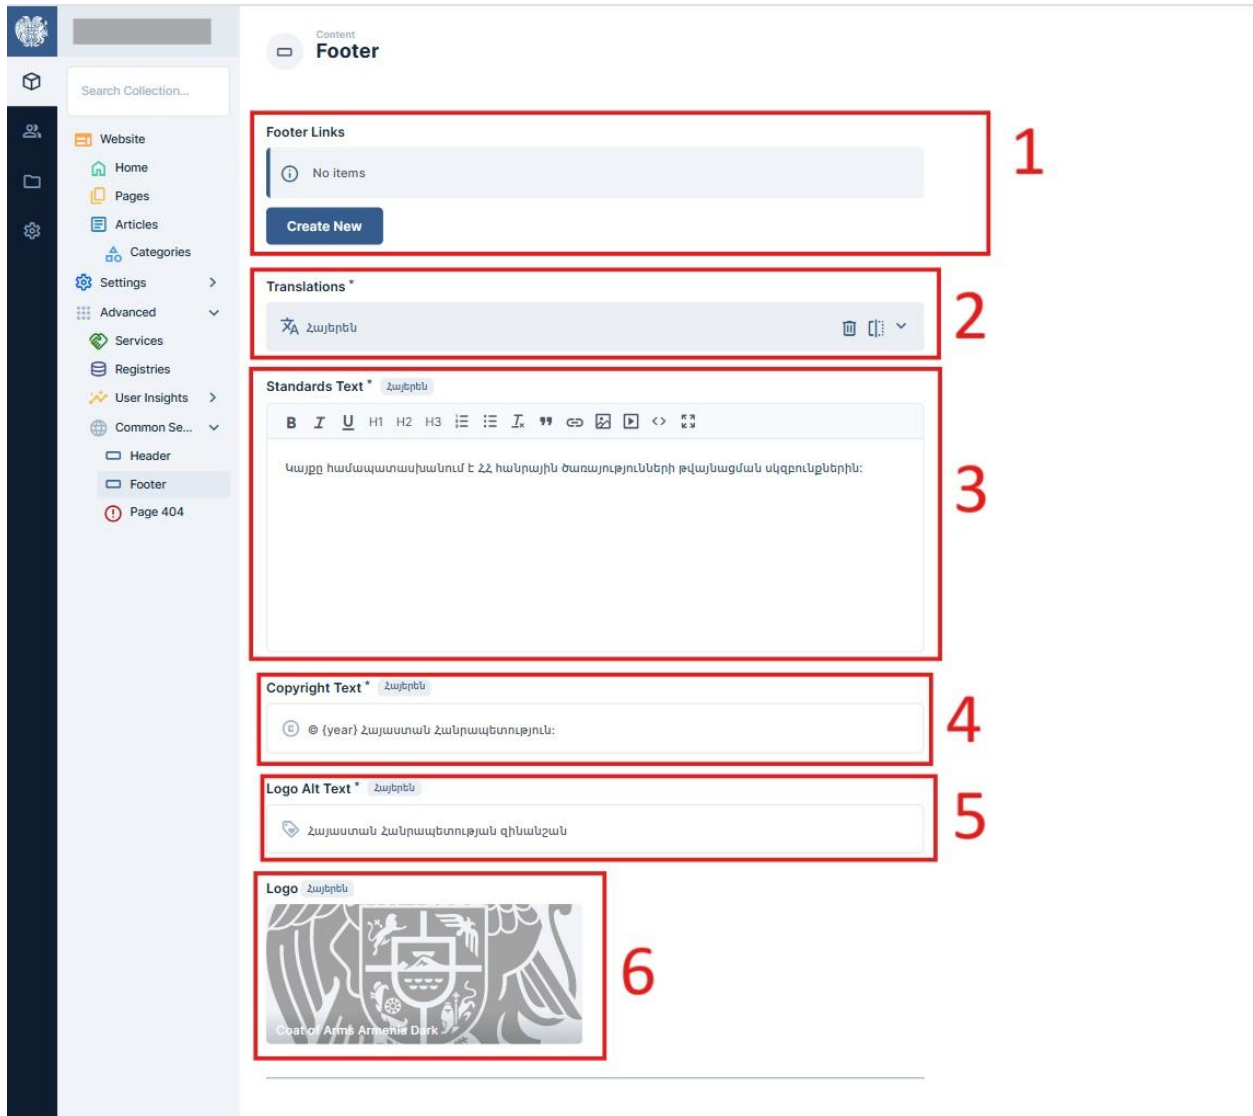 Content
Footer
Search Collection...
Website
Home
Pages
Articles
Categories
Settings
Advanced
Services
Registries
User Insights
Common Se...
Header
Footer
Page 404
Footer Links
No items
Create New
1
Translations *
Հայերեն
2
Standards Text * Հայերեն
B I U H1 H2 H3
Կայքը համապատասխանում է ՀՀ հանրային ծառայությունների թվայնացման սկզբունքներին:
3
Copyright Text * Հայերեն
© {year} Հայաստան Հանրապետություն:
4
Logo Alt Text * Հայերեն
Հայաստան Հանրապետության զինանշան
5
Logo Հայերեն
Coat of Arms Armenia Dark
6